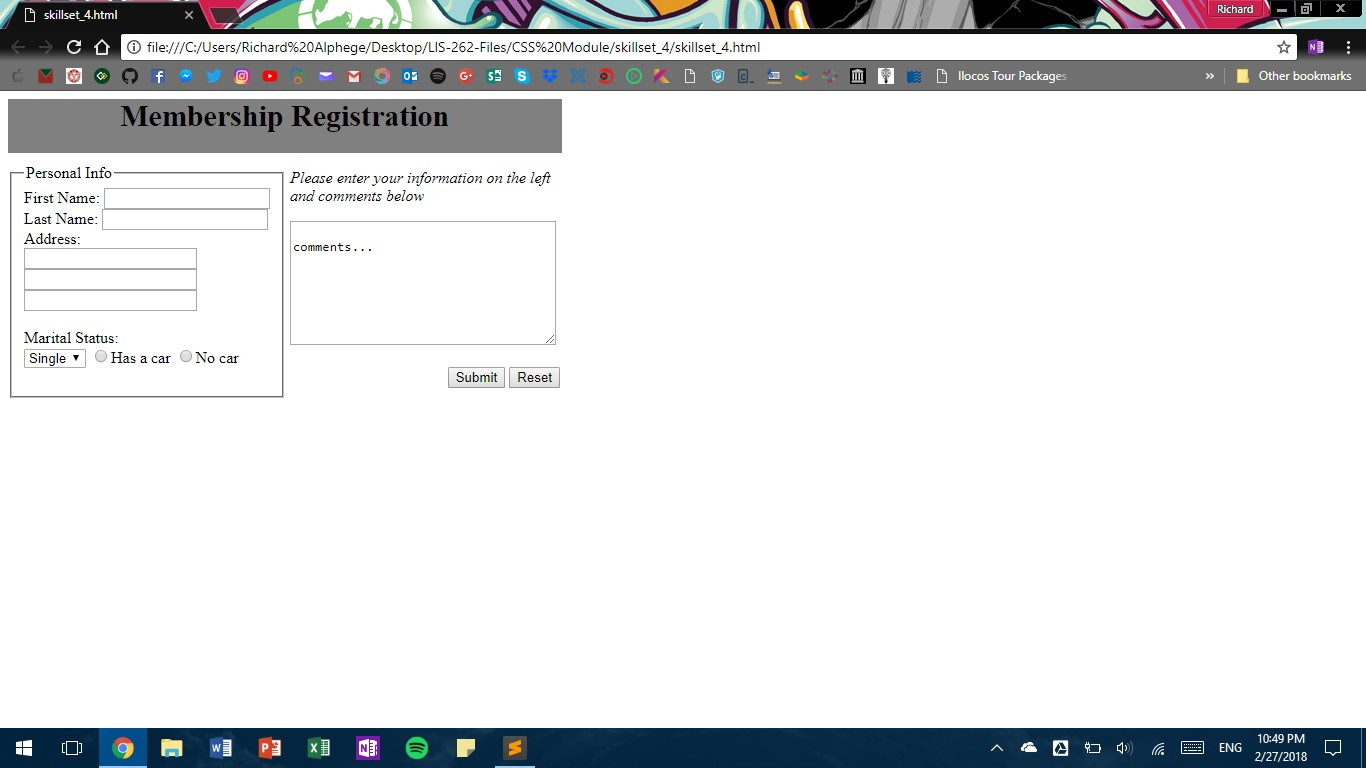 skillset_4.html
Richard
file:///C:/Users/Richard%20Alphege/Desktop/LIS-262-Files/CSS%20Module/skillset_4/skillset_4.html
Ilocos Tour Packages
» Other bookmarks
Membership Registration
Personal Info
First Name:
Last Name:
Address:
Marital Status:
Single Has a car No car
Please enter your information on the left
and comments below
comments...
Submit Reset
ENG
10:49 PM
2/27/2018